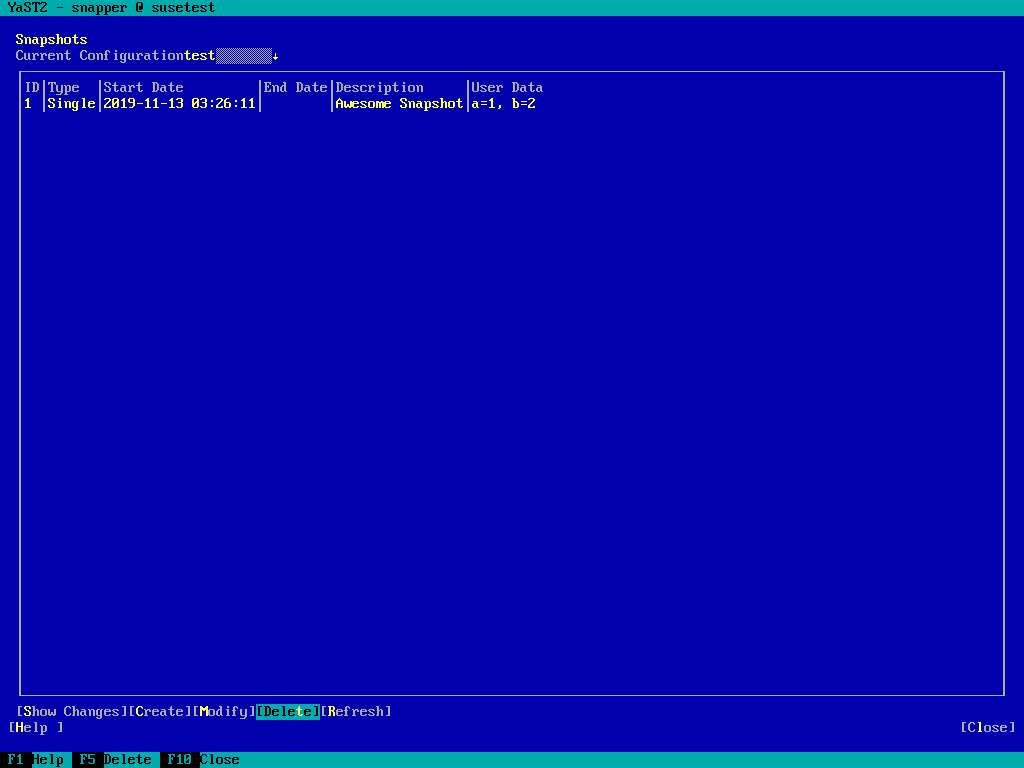 YaST2 - snapper @ susetest
Snapshots
Current Configurationtest↓
ID│Type │Start Date │End Date│Description │User Data
1 │Single│2019-11-13 03:26:11│ │Awesome Snapshot│a=1, b=2
[Show Changes][Create][Modify][Delete][Refresh]
[Help ] [Close]
F1 Help F5 Delete F10 Close